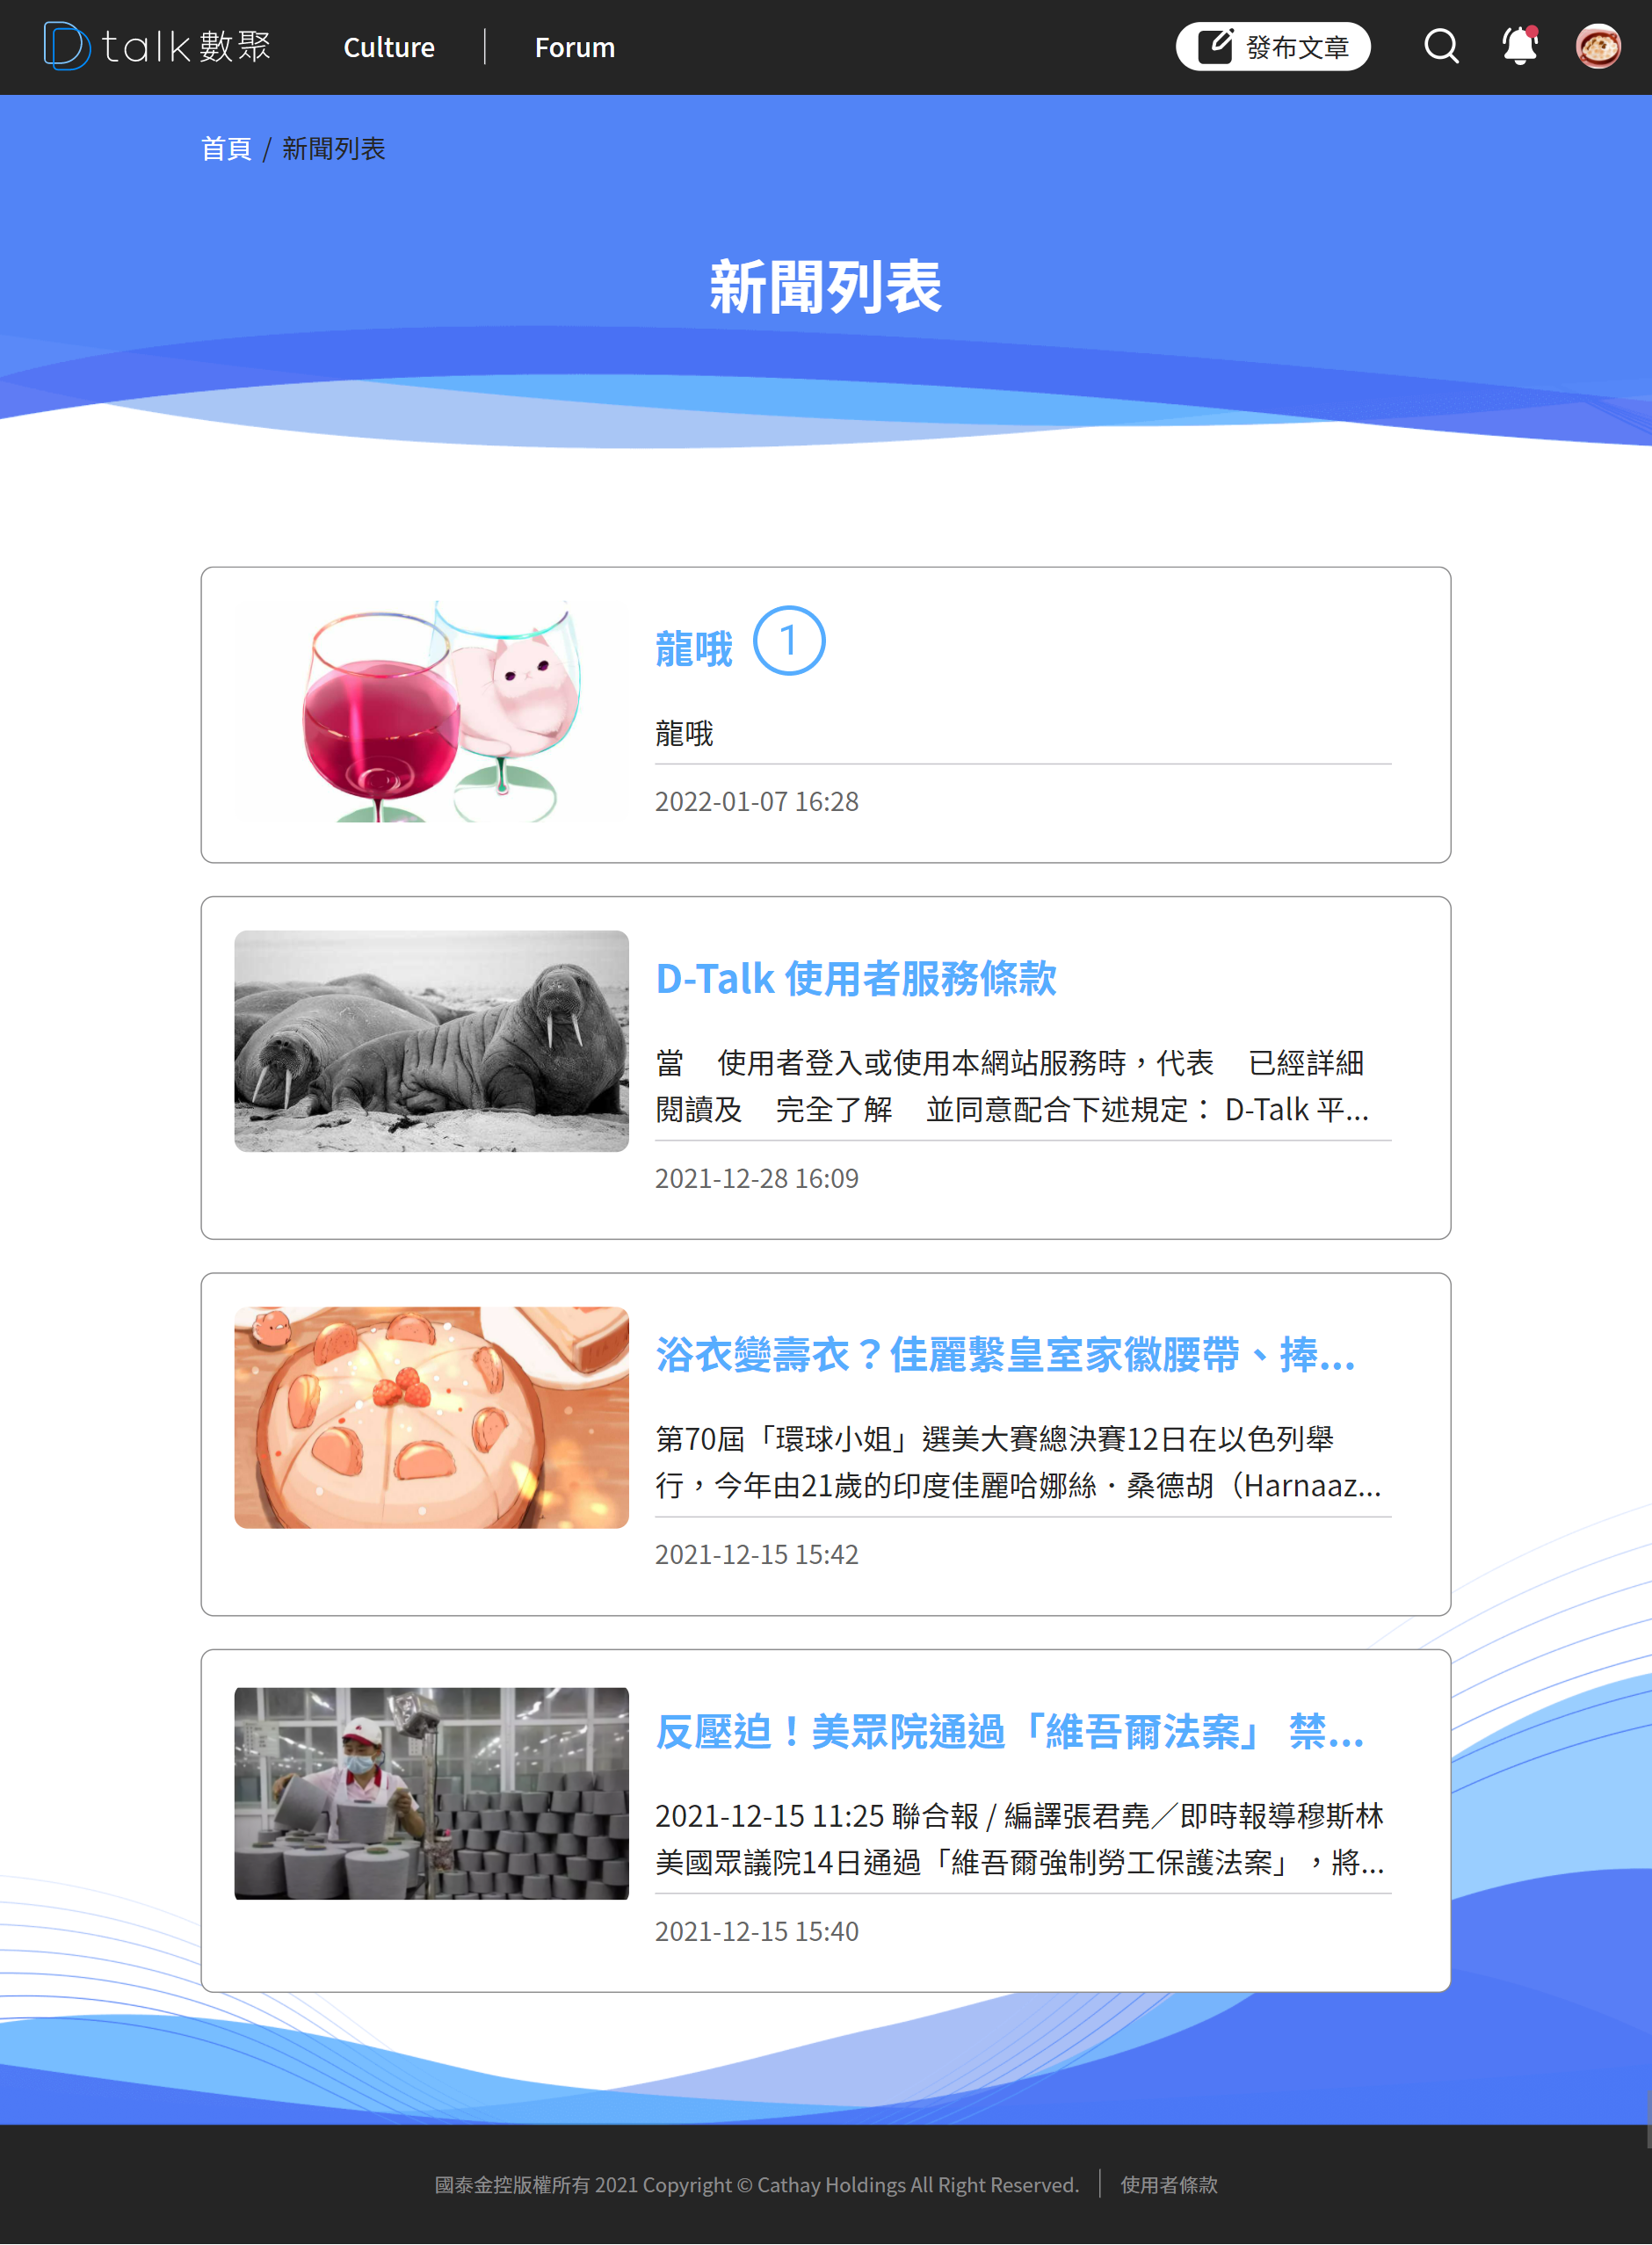 Dtalk數聚
Culture
Forum
發布文章
首頁 / 新聞列表
新聞列表
龍哦 1
龍哦
2022-01-07 16:28
D-Talk 使用者服務條款
當　使用者登入或使用本網站服務時，代表　已經詳細
閱讀及　完全了解　並同意配合下述規定： D-Talk 平...
2021-12-28 16:09
浴衣變壽衣？佳麗繫皇室家徽腰帶、捧...
第70屆「環球小姐」選美大賽總決賽12日在以色列舉
行，今年由21歲的印度佳麗哈娜絲．桑德胡（Harnaaz...
2021-12-15 15:42
反壓迫！美眾院通過「維吾爾法案」 禁...
2021-12-15 11:25 聯合報 / 編譯張君堯／即時報導穆斯林
美國眾議院14日通過「維吾爾強制勞工保護法案」，將...
2021-12-15 15:40
國泰金控版權所有 2021 Copyright © Cathay Holdings All Right Reserved.
使用者條款